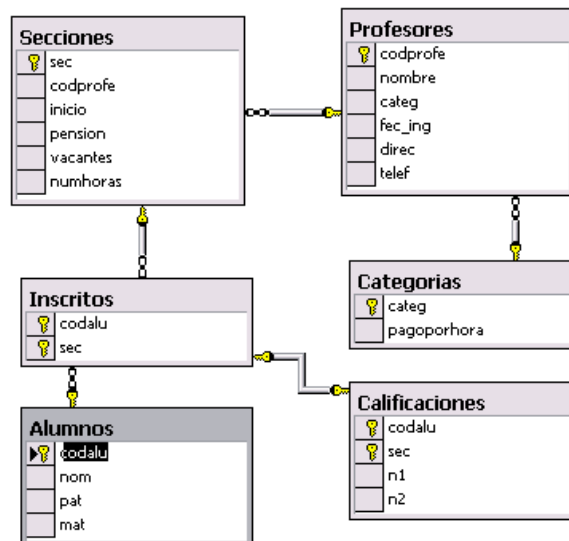 Secciones
sec
codprofe
inicio
pension
vacantes
numhoras
Profesores
codprofe
nombre
categ
fec_ing
direc
telef
Inscritos
codalu
sec
Categorias
categ
pagoporhora
Alumnos
codalu
nom
pat
mat
Calificaciones
codalu
sec
n1
n2